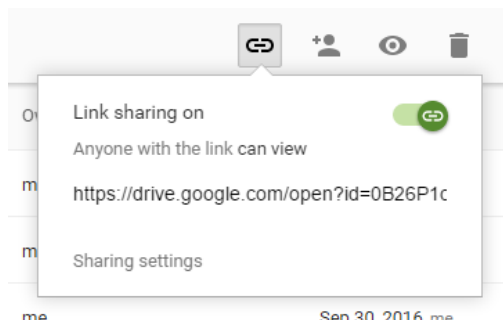 Link sharing on
Anyone with the link can view
https://drive.google.com/open?id=0B26P1c
Sharing settings
me Sep 30, 2016 me